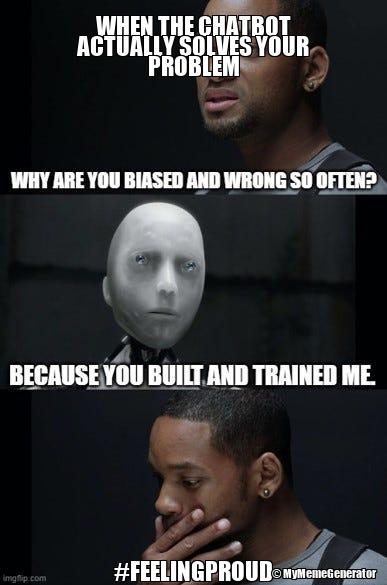 WHEN THE CHATBOT
ACTUALLY SOLVES YOUR
PROBLEM
WHY ARE YOU BIASED AND WRONG SO OFTEN?
BECAUSE YOU BUILT AND TRAINED ME.
#FEELINGPROUD
© MyMemeGenerator
imgflip.com